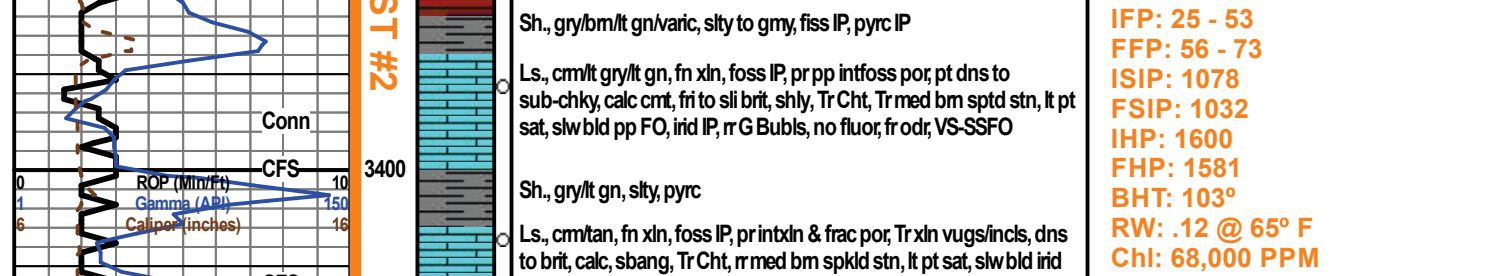 Conn
CFS
ROP (Min/Ft)
0
10
Gamma (API)
1
150
Caliper (inches)
6
16
ST #2
3400
Sh., gry/brn/lt gn/varic, slty to grny, fiss IP, pyrc IP
Ls., crm/lt gry/lt gn, fn xln, foss IP, pr pp intfoss por, pt dns to
sub-chky, calc cmt, fri to sli brit, shly, Tr Cht, Tr med brn sptd stn, lt pt
sat, slw bld pp FO, irid IP, rr G Bubls, no fluor, fr odr, VS-SSFO
Sh., gry/lt gn, slty, pyrc
Ls., crm/tan, fn xln, foss IP, pr intxln & frac por, Tr xln vugs/incls, dns
to brit, calc, sbang, Tr Cht, rr med brn spkld stn, lt pt sat, slw bld irid
IFP: 25 - 53
FFP: 56 - 73
ISIP: 1078
FSIP: 1032
IHP: 1600
FHP: 1581
BHT: 103º
RW: .12 @ 65º F
Chl: 68,000 PPM